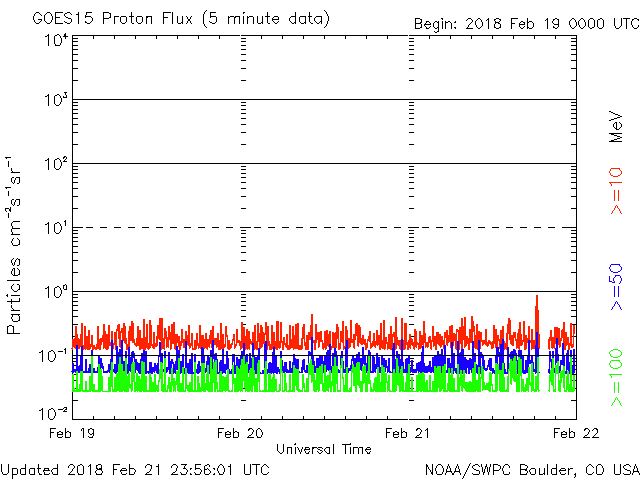 GOES15 Proton Flux (5 minute data)
Begin: 2018 Feb 19 0000 UTC
Particles cm⁻²s⁻¹sr⁻¹
10⁴
10³
10²
10¹
10⁰
10⁻¹
10⁻²
Feb 19
Feb 20
Feb 21
Feb 22
Universal Time
MeV
>=10
>=50
>=100
Updated 2018 Feb 21 23:56:01 UTC
NOAA/SWPC Boulder, CO USA